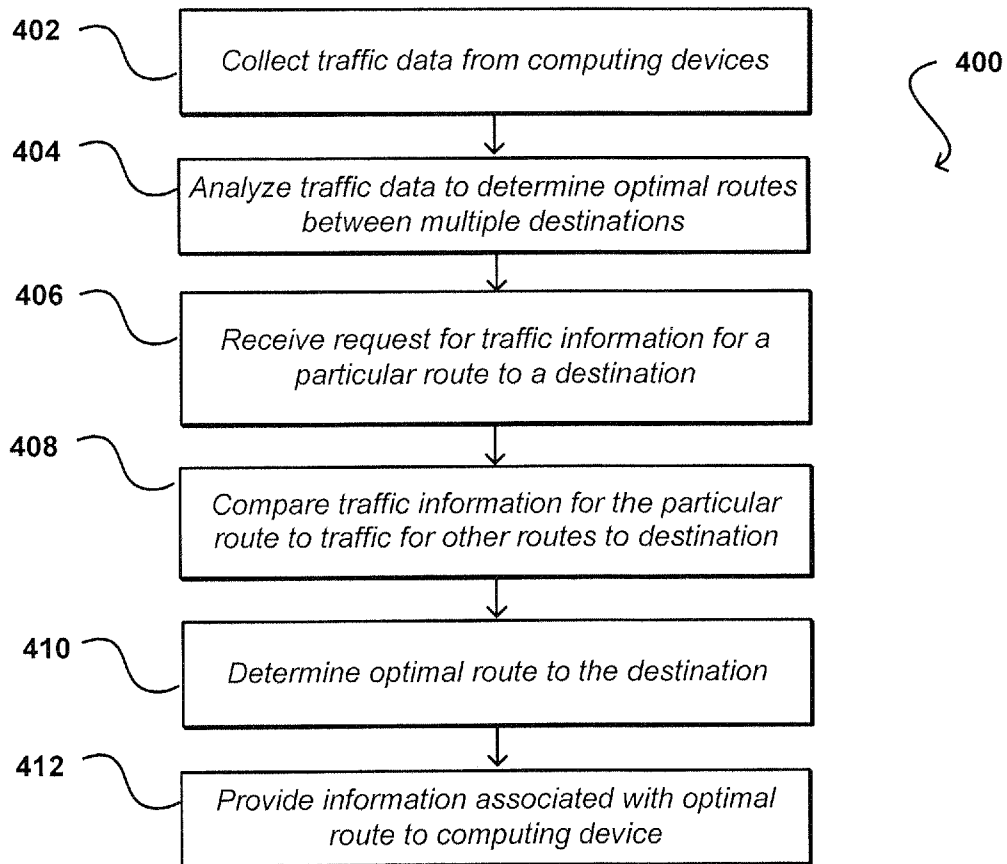 402
Collect traffic data from computing devices
400
404
Analyze traffic data to determine optimal routes
between multiple destinations
406
Receive request for traffic information for a
particular route to a destination
408
Compare traffic information for the particular
route to traffic for other routes to destination
410
Determine optimal route to the destination
412
Provide information associated with optimal
route to computing device